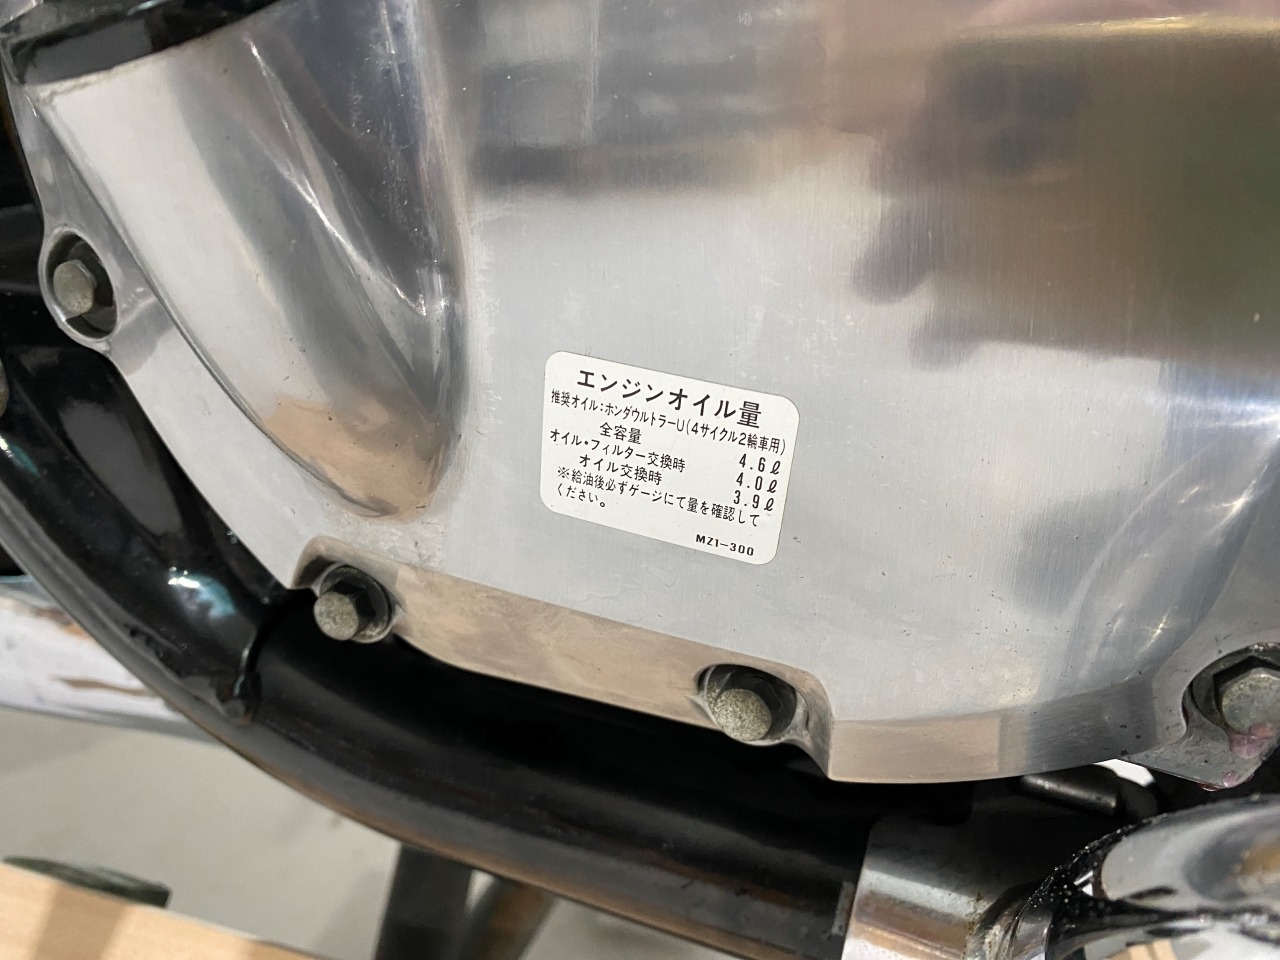 エンジンオイル量
推奨オイル：ホンダウルトラーU（4サイクル2輪車用）
全容量 4.6ℓ
オイル・フィルター交換時 4.0ℓ
オイル交換時 3.9ℓ
※給油後必ずゲージにて量を確認して
ください。
MZ1-300